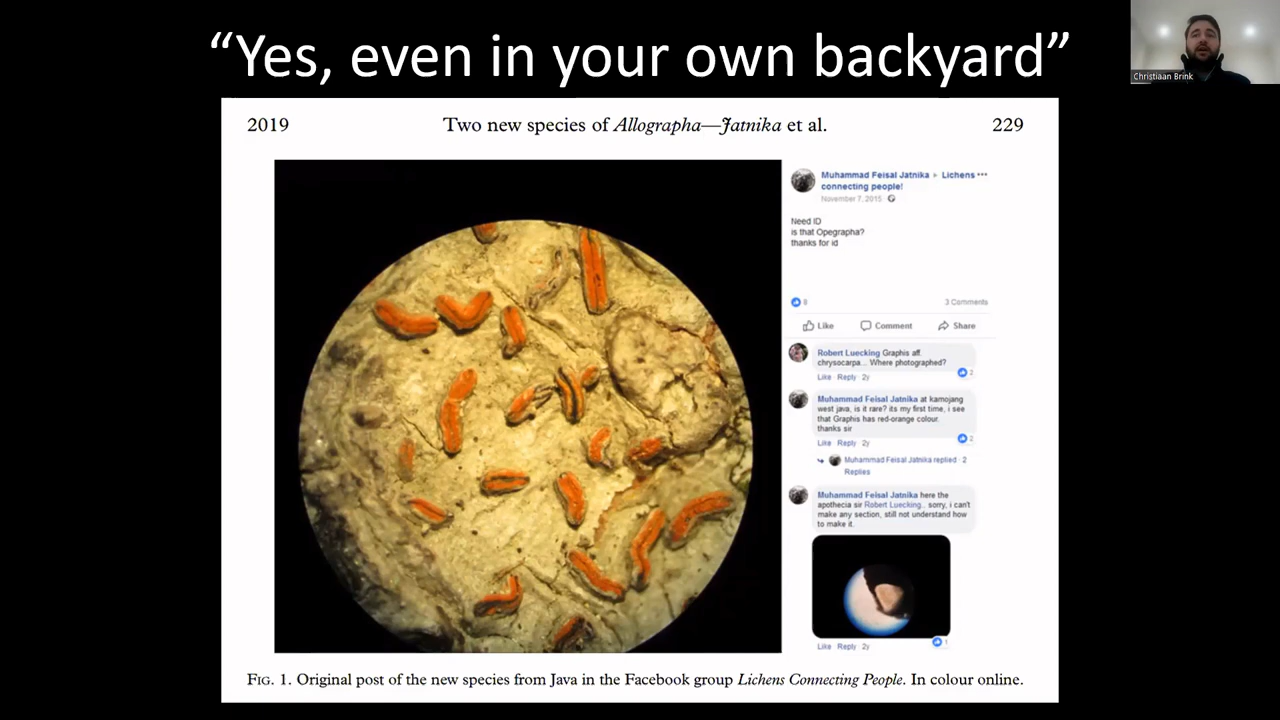 “Yes, even in your own backyard”
Christiaan Brink
2019 Two new species of Allographa—Jatnika et al. 229
Muhammad Feisal Jatnika ▸ Lichens ···
connecting people!
November 7, 2015
Need ID
is that Opegrapha?
thanks for id
8 3 Comments
Like Comment Share
Robert Luecking Graphis aff.
chrysocarpa... Where photographed?
2
Like · Reply · 2y
Muhammad Feisal Jatnika at kamojang
west java, is it rare? its my first time, i see
that Graphis has red-orange colour.
thanks sir
2
Like · Reply · 2y
Muhammad Feisal Jatnika replied · 2
Replies
Muhammad Feisal Jatnika here the
apothecia sir Robert Luecking.. sorry, i can't
make any section, still not understand how
to make it.
1
Like · Reply · 2y
FIG. 1. Original post of the new species from Java in the Facebook group Lichens Connecting People. In colour online.